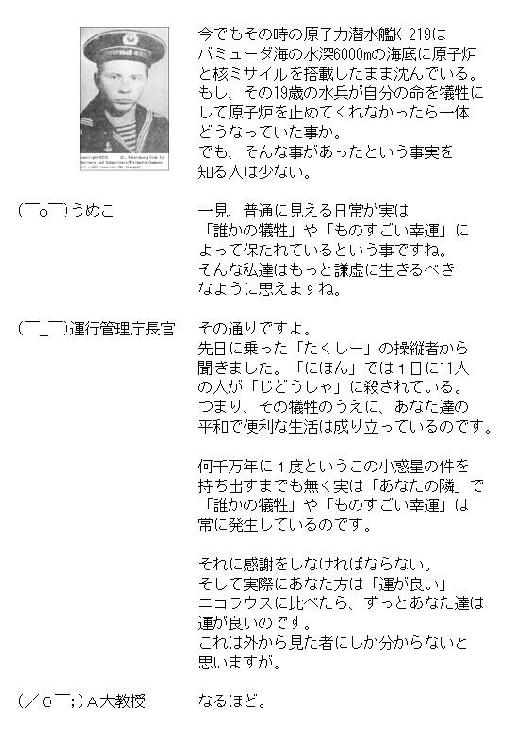 今でもその時の原子力潜水艦K-219は
バミューダ海の水深6000mの海底に原子炉
と核ミサイルを搭載したまま沈んでいる。
もし、その19歳の水兵が自分の命を犠牲に
して原子炉を止めてくれなかったら一体
どうなっていた事か。
でも、そんな事があったという事実を
知る人は少ない。
(￣o￣)うめこ
一見、普通に見える日常が実は
「誰かの犠牲」や「ものすごい幸運」に
よって保たれているという事ですね。
そんな私達はもっと謙虚に生きるべき
なように思えますね。
(￣_￣)運行管理庁長官
その通りですよ。
先日に乗った「たくしー」の操縦者から
聞きました。「にほん」では１日に11人
の人が「じどうしゃ」に殺されている。
つまり、その犠牲のうえに、あなた達の
平和で便利な生活は成り立っているのです。
何千万年に１度というこの小惑星の件を
持ち出すまでも無く実は「あなたの隣」で
「誰かの犠牲」や「ものすごい幸運」は
常に発生しているのです。
それに感謝をしなければならない。
そして実際にあなた方は「運が良い」
ニコラウスに比べたら、ずっとあなた達は
運が良いのです。
これは外から見た者にしか分からないと
思いますが。
(／０￣;)Ａ大教授
なるほど。